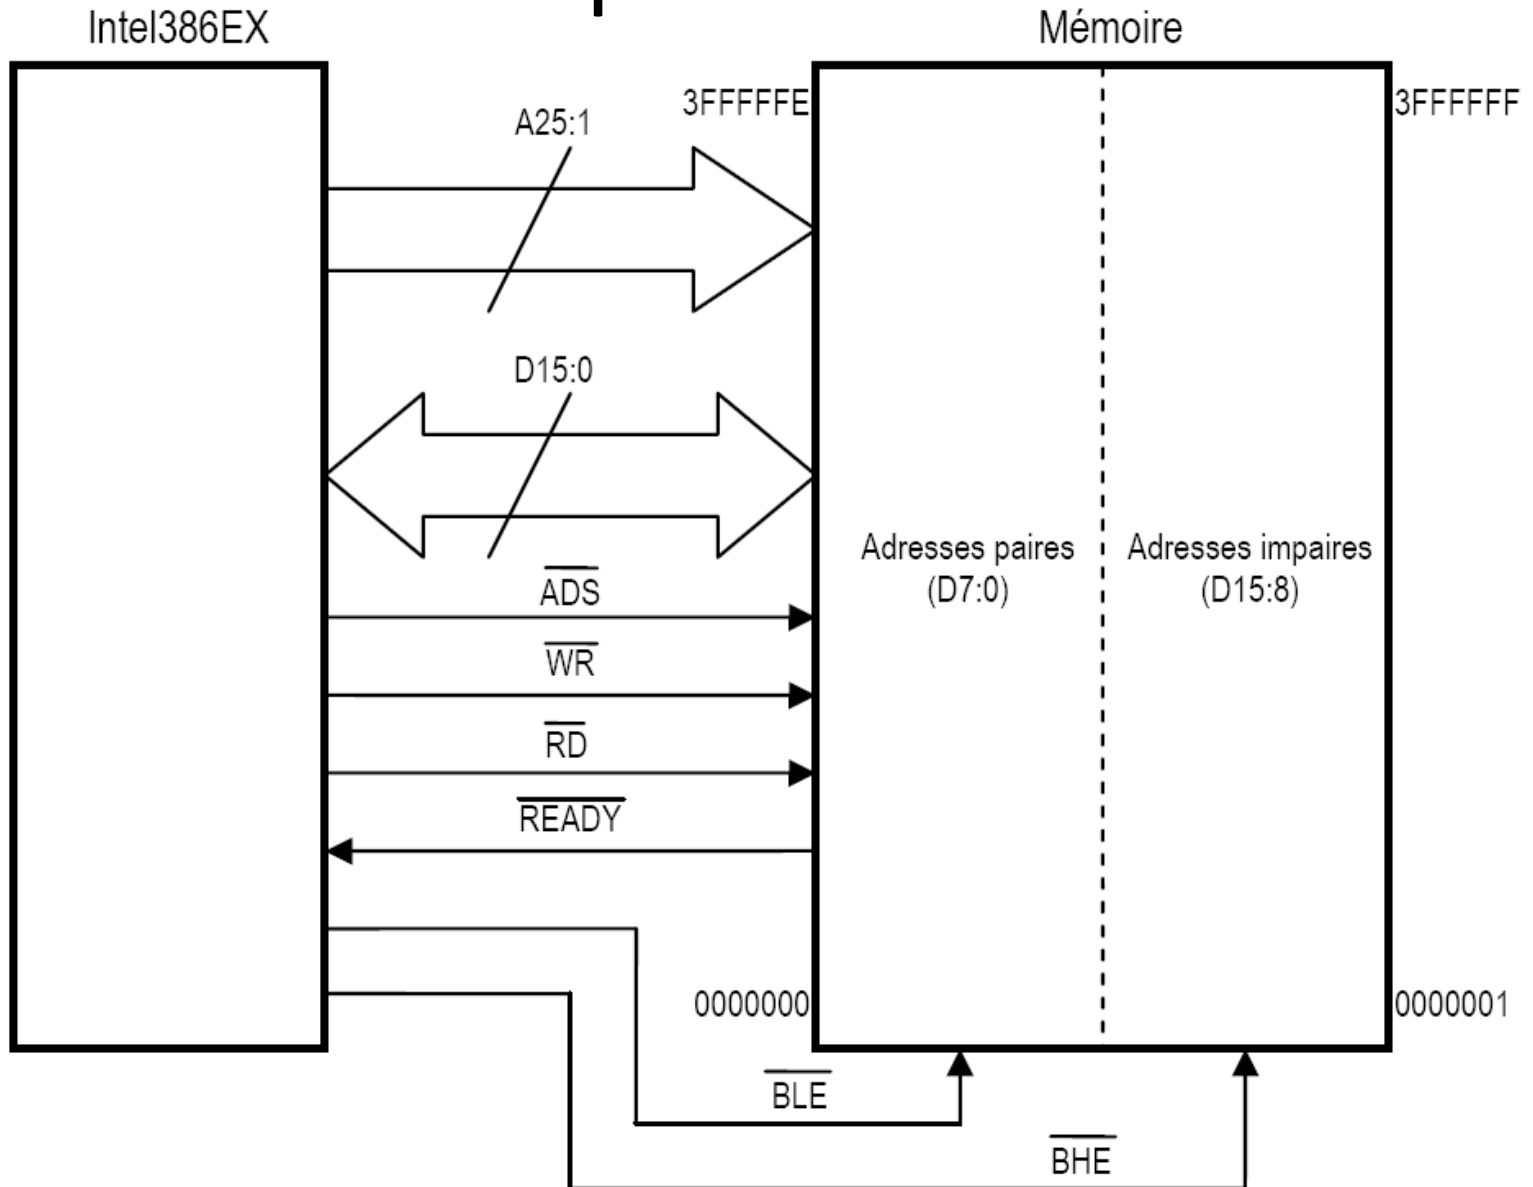 Intel386EX
Mémoire
3FFFFFE
3FFFFFF
A25:1
D15:0
Adresses paires
(D7:0)
Adresses impaires
(D15:8)
ADS
WR
RD
READY
0000000
0000001
BLE
BHE